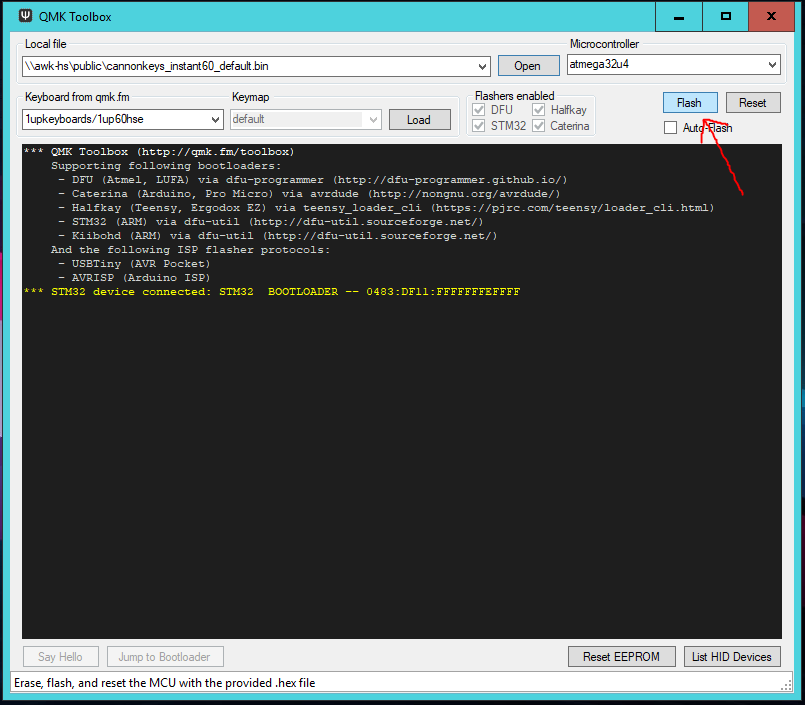 QMK Toolbox
Local file
Microcontroller
\\awk-hs\public\cannonkeys_instant60_default.bin
Open
atmega32u4
Keyboard from qmk.fm
Keymap
Flashers enabled
1upkeyboards/1up60hse
default
Load
DFU
Halfkay
STM32
Caterina
Flash
Reset
Auto-Flash
*** QMK Toolbox (http://qmk.fm/toolbox)
Supporting following bootloaders:
- DFU (Atmel, LUFA) via dfu-programmer (http://dfu-programmer.github.io/)
- Caterina (Arduino, Pro Micro) via avrdude (http://nongnu.org/avrdude/)
- Halfkay (Teensy, Ergodox EZ) via teensy_loader_cli (https://pjrc.com/teensy/loader_cli.html)
- STM32 (ARM) via dfu-util (http://dfu-util.sourceforge.net/)
- Kiibohd (ARM) via dfu-util (http://dfu-util.sourceforge.net/)
And the following ISP flasher protocols:
- USBTiny (AVR Pocket)
- AVRISP (Arduino ISP)
*** STM32 device connected: STM32  BOOTLOADER -- 0483:DF11:FFFFFFFEFFFF
Say Hello
Jump to Bootloader
Reset EEPROM
List HID Devices
Erase, flash, and reset the MCU with the provided .hex file